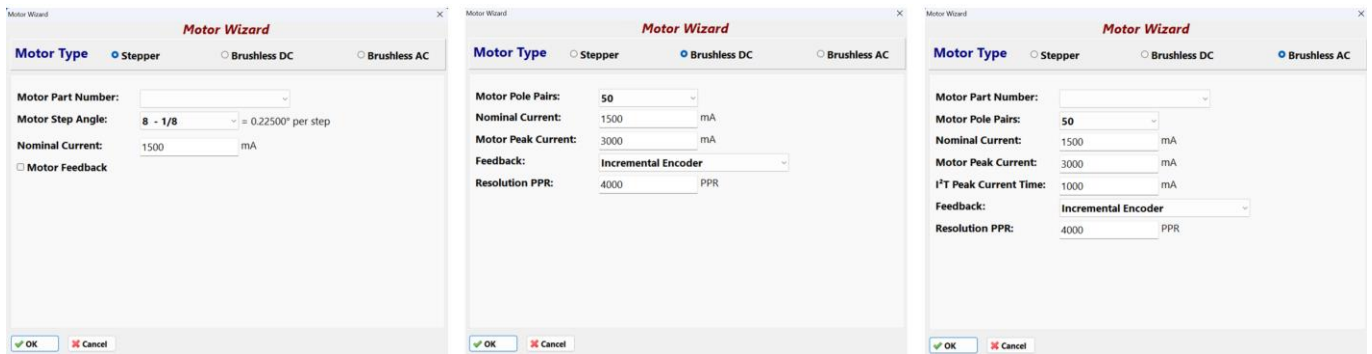 Motor Wizard
Motor Wizard
Motor Type Stepper Brushless DC Brushless AC
Motor Part Number:
Motor Step Angle: 8 - 1/8 = 0.22500° per step
Nominal Current: 1500 mA
Motor Feedback
OK Cancel
Motor Wizard
Motor Wizard
Motor Type Stepper Brushless DC Brushless AC
Motor Pole Pairs: 50
Nominal Current: 1500 mA
Motor Peak Current: 3000 mA
Feedback: Incremental Encoder
Resolution PPR: 4000 PPR
OK Cancel
Motor Wizard
Motor Wizard
Motor Type Stepper Brushless DC Brushless AC
Motor Part Number:
Motor Pole Pairs: 50
Nominal Current: 1500 mA
Motor Peak Current: 3000 mA
I²T Peak Current Time: 1000 mA
Feedback: Incremental Encoder
Resolution PPR: 4000 PPR
OK Cancel